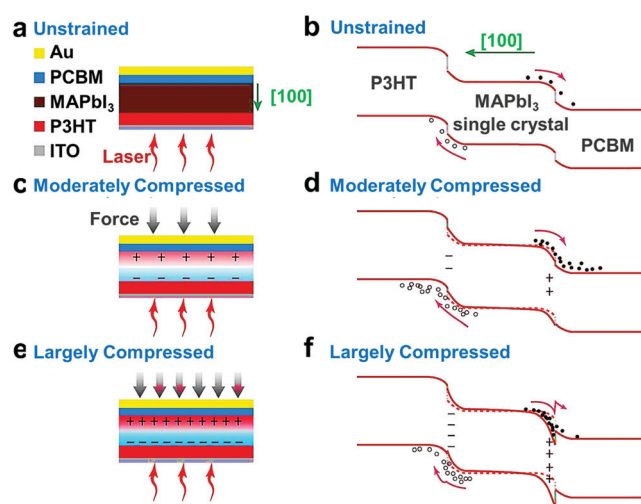 a Unstrained
Au
PCBM
MAPbI₃
P3HT
ITO
[100]
Laser
b Unstrained
[100]
P3HT
MAPbI₃
single crystal
PCBM
c Moderately Compressed
Force
+ + + + +
− − − − −
d Moderately Compressed
−
−
+
+
e Largely Compressed
+ + + + + + + + + +
− − − − − − − − −
f Largely Compressed
−
−
−
−
+
+
+
+